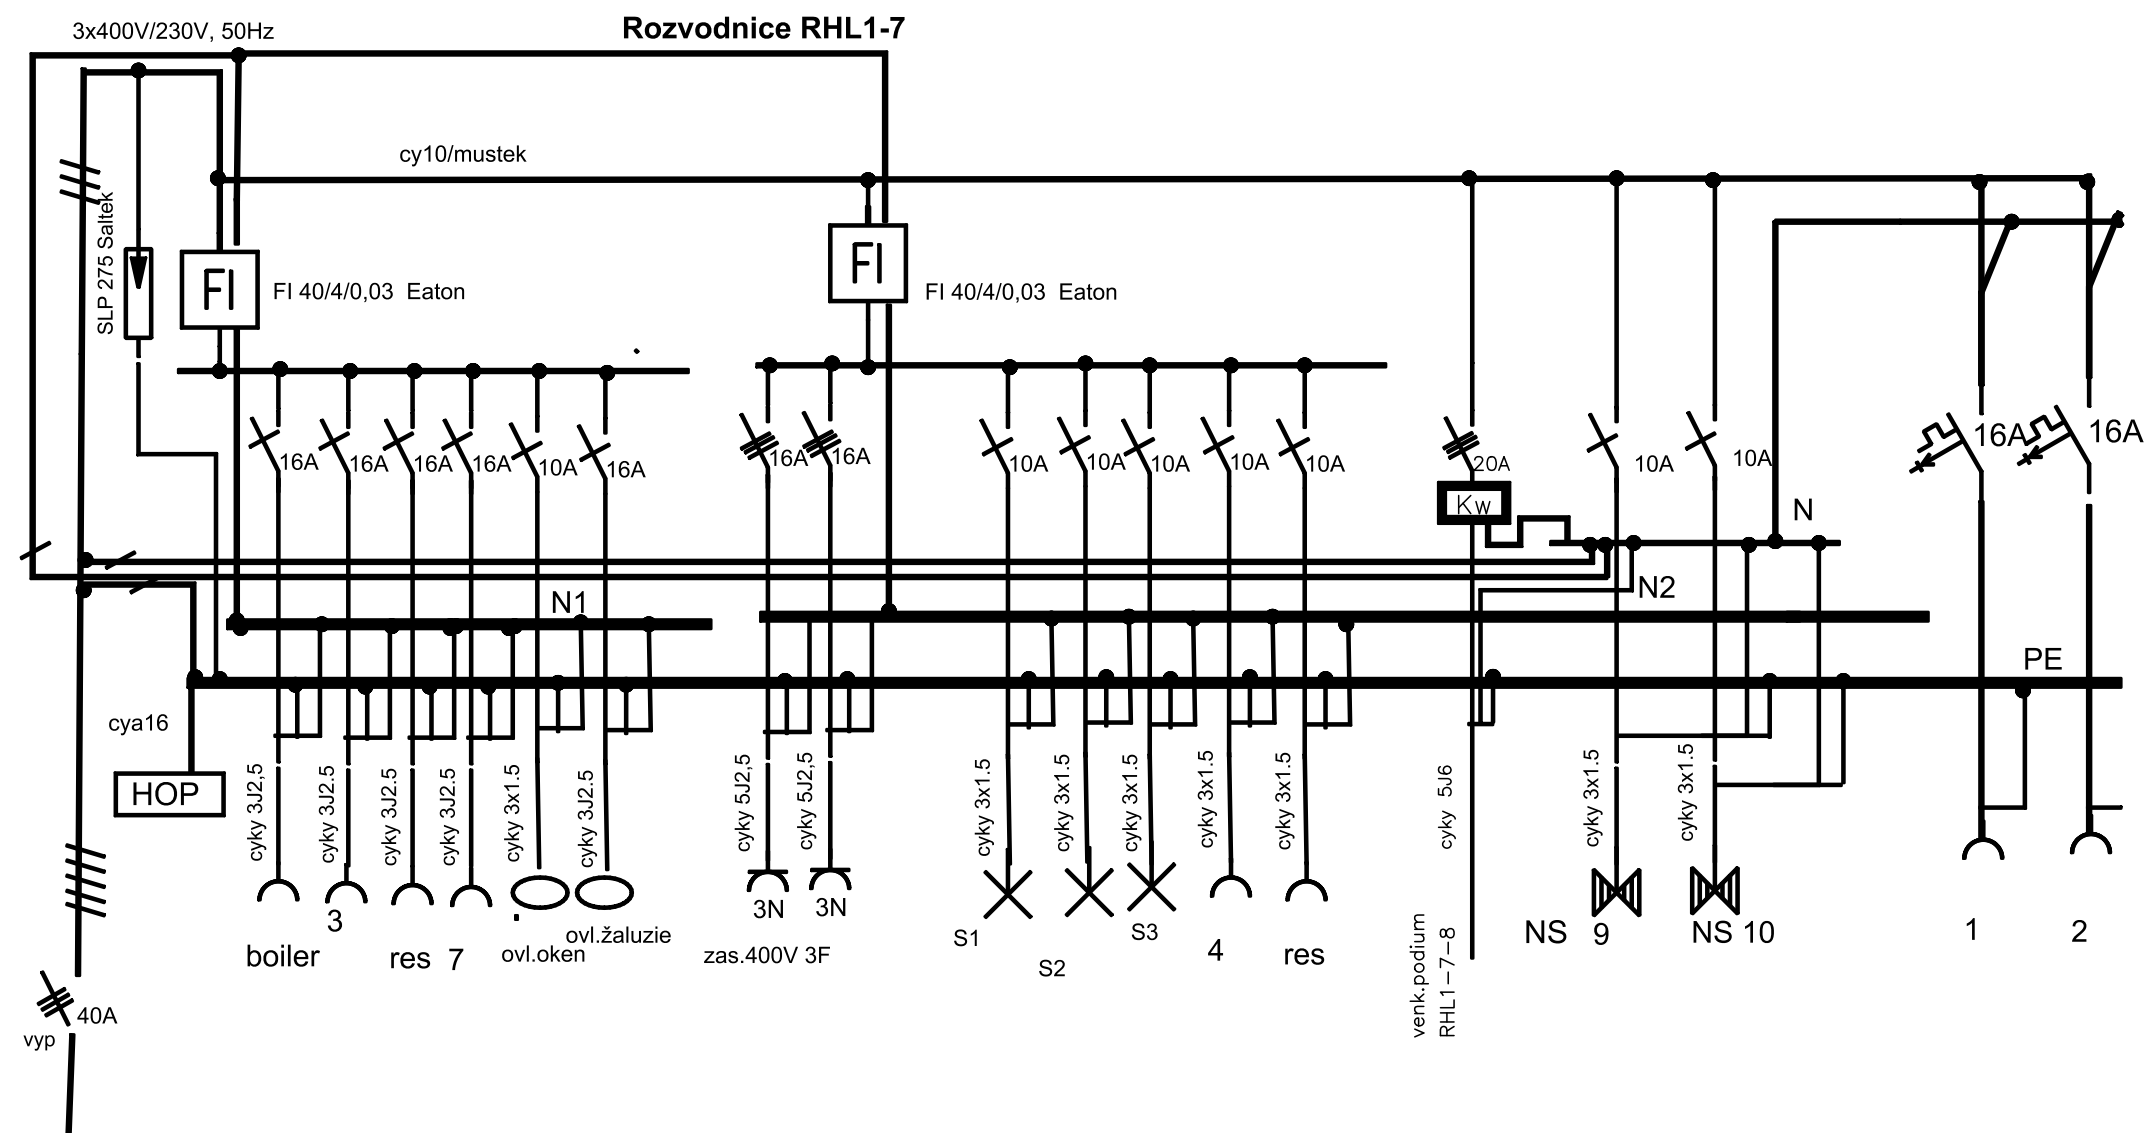 3x400V/230V, 50Hz
Rozvodnice RHL1-7
cy10/mustek
SLP 275 Saltek
FI
FI 40/4/0,03 Eaton
FI
FI 40/4/0,03 Eaton
16A
16A
16A
16A
10A
16A
16A
16A
10A
10A
10A
10A
10A
20A
10A
10A
16A
16A
Kw
N
N1
N2
PE
cya16
HOP
cyky 3J2,5
cyky 3J2.5
cyky 3J2.5
cyky 3J2.5
cyky 3x1.5
cyky 3J2.5
cyky 5J2,5
cyky 5J2,5
cyky 3x1.5
cyky 3x1.5
cyky 3x1.5
cyky 3x1.5
cyky 3x1.5
cyky 5J6
cyky 3x1.5
cyky 3x1.5
3N
3N
boiler
3
res 7
ovl.oken
ovl.žaluzie
zas.400V 3F
S1
S2
S3
4
res
venk.podium
RHL1-7-8
NS 9
NS 10
1
2
40A
vyp